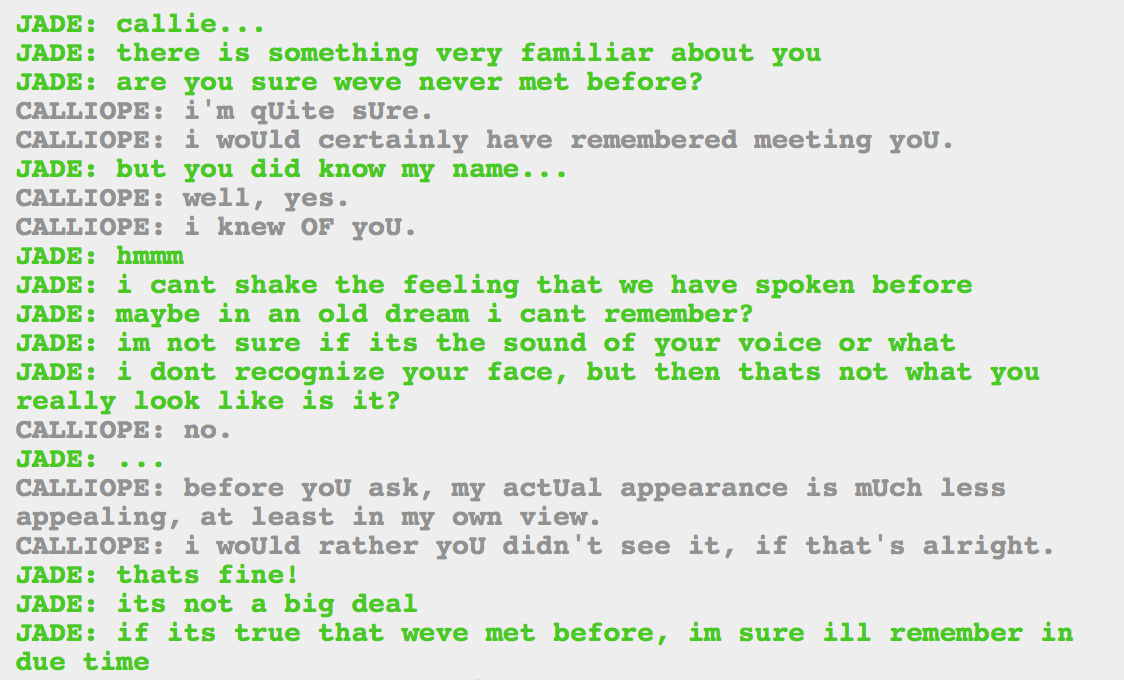 JADE: callie...
JADE: there is something very familiar about you
JADE: are you sure weve never met before?
CALLIOPE: i'm qUite sUre.
CALLIOPE: i woUld certainly have remembered meeting yoU.
JADE: but you did know my name...
CALLIOPE: well, yes.
CALLIOPE: i knew OF yoU.
JADE: hmmm
JADE: i cant shake the feeling that we have spoken before
JADE: maybe in an old dream i cant remember?
JADE: im not sure if its the sound of your voice or what
JADE: i dont recognize your face, but then thats not what you
really look like is it?
CALLIOPE: no.
JADE: ...
CALLIOPE: before yoU ask, my actUal appearance is mUch less
appealing, at least in my own view.
CALLIOPE: i woUld rather yoU didn't see it, if that's alright.
JADE: thats fine!
JADE: its not a big deal
JADE: if its true that weve met before, im sure ill remember in
due time